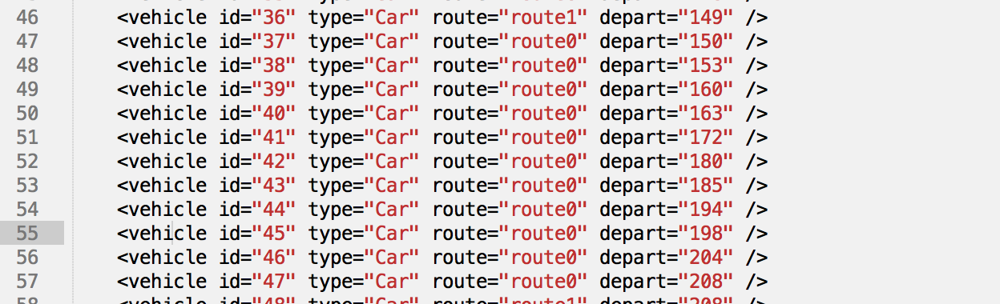 46 <vehicle id="36" type="Car" route="route1" depart="149" />
47 <vehicle id="37" type="Car" route="route0" depart="150" />
48 <vehicle id="38" type="Car" route="route0" depart="153" />
49 <vehicle id="39" type="Car" route="route0" depart="160" />
50 <vehicle id="40" type="Car" route="route0" depart="163" />
51 <vehicle id="41" type="Car" route="route0" depart="172" />
52 <vehicle id="42" type="Car" route="route0" depart="180" />
53 <vehicle id="43" type="Car" route="route0" depart="185" />
54 <vehicle id="44" type="Car" route="route0" depart="194" />
55 <vehicle id="45" type="Car" route="route0" depart="198" />
56 <vehicle id="46" type="Car" route="route0" depart="204" />
57 <vehicle id="47" type="Car" route="route0" depart="208" />
58 <vehicle id="48" type="Car" route="route1" depart="208" />